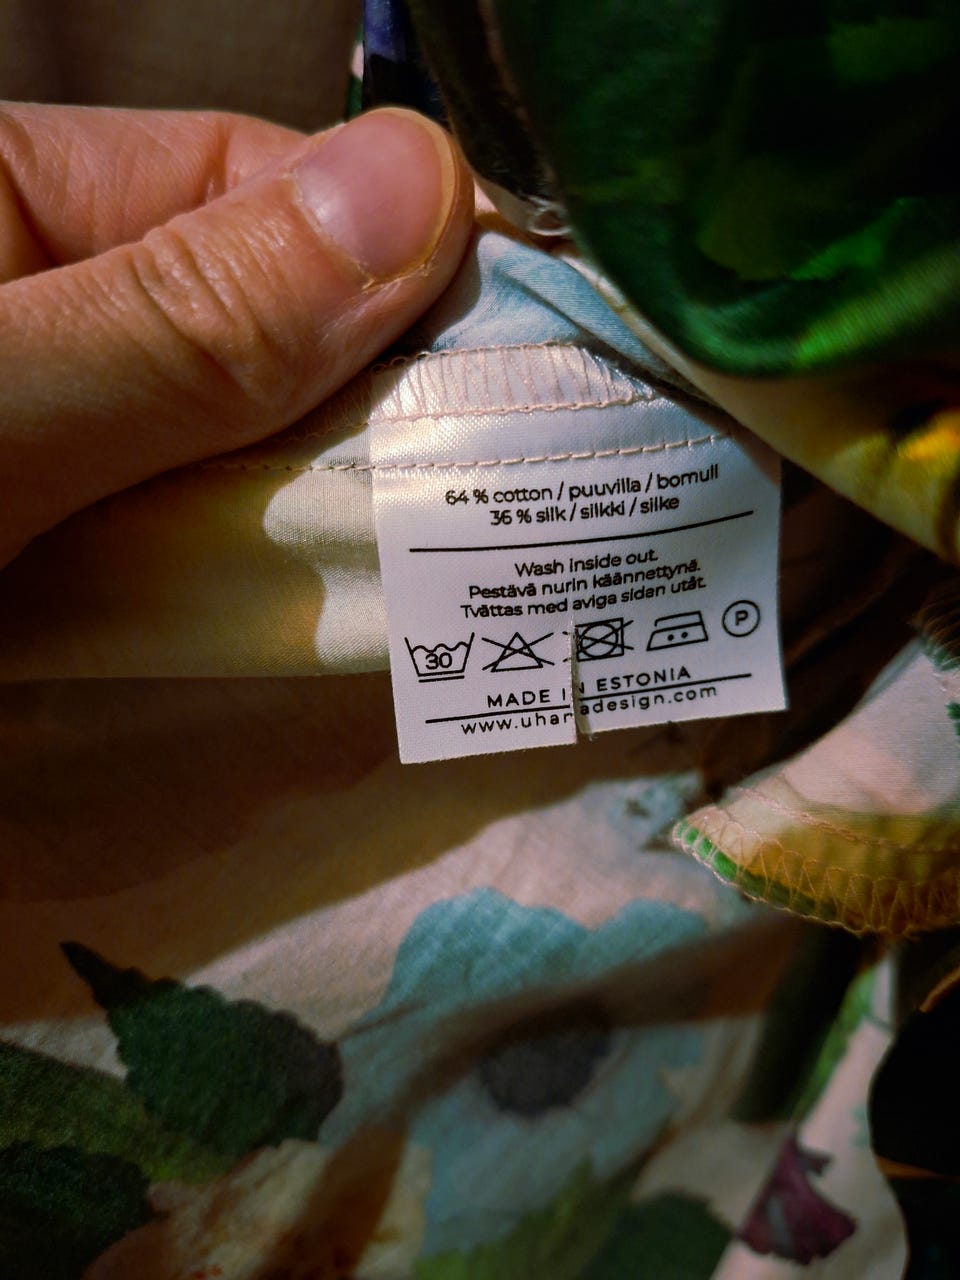 64 % cotton / puuvilla / bomull
36 % silk / silkki / silke
Wash inside out.
Pestävä nurin käännettynä.
Tvättas med aviga sidan utåt.
30 P
MADE IN ESTONIA
www.uhanadesign.com